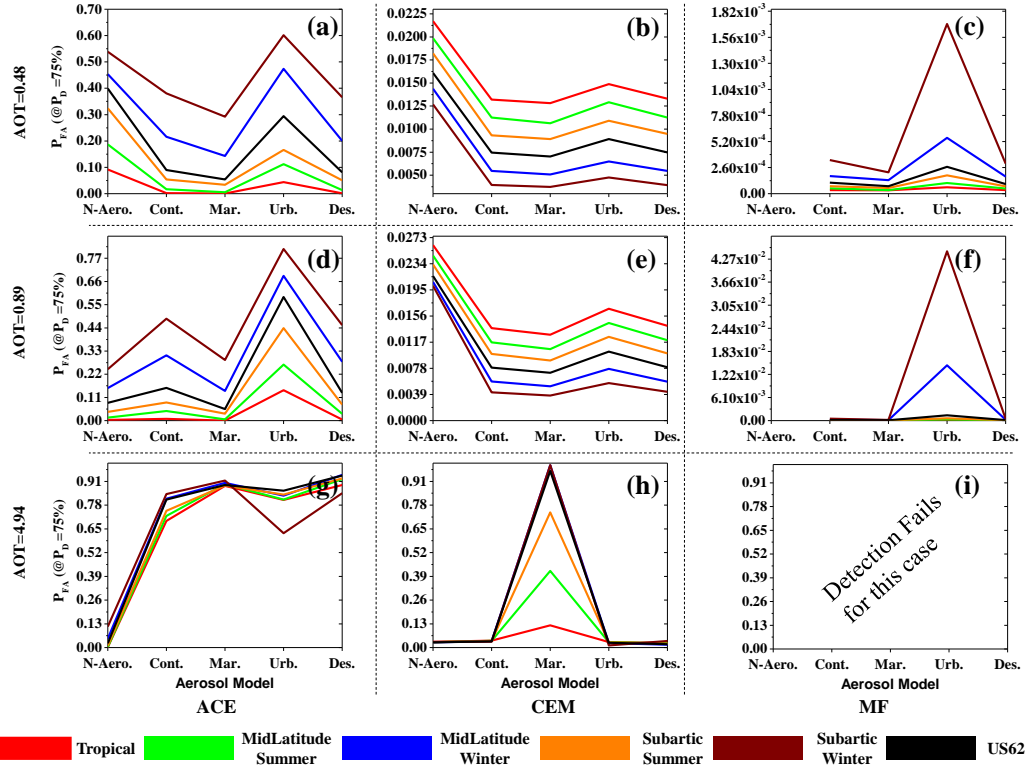 AOT=0.48
P_FA (@P_D=75%)
0.70
0.60
0.50
0.40
0.30
0.20
0.10
0.00
(a)
N-Aero. Cont. Mar. Urb. Des.
0.0225
0.0200
0.0175
0.0150
0.0125
0.0100
0.0075
0.0050
(b)
N-Aero. Cont. Mar. Urb. Des.
1.82x10⁻³
1.56x10⁻³
1.30x10⁻³
1.04x10⁻³
7.80x10⁻⁴
5.20x10⁻⁴
2.60x10⁻⁴
0.00
(c)
N-Aero. Cont. Mar. Urb. Des.
AOT=0.89
P_FA (@P_D=75%)
0.77
0.66
0.55
0.44
0.33
0.22
0.11
0.00
(d)
N-Aero. Cont. Mar. Urb. Des.
0.0273
0.0234
0.0195
0.0156
0.0117
0.0078
0.0039
0.0000
(e)
N-Aero. Cont. Mar. Urb. Des.
4.27x10⁻²
3.66x10⁻²
3.05x10⁻²
2.44x10⁻²
1.83x10⁻²
1.22x10⁻²
6.10x10⁻³
0.00
(f)
N-Aero. Cont. Mar. Urb. Des.
AOT=4.94
P_FA (@P_D=75%)
0.91
0.78
0.65
0.52
0.39
0.26
0.13
0.00
(g)
N-Aero. Cont. Mar. Urb. Des.
Aerosol Model
ACE
0.91
0.78
0.65
0.52
0.39
0.26
0.13
0.00
(h)
N-Aero. Cont. Mar. Urb. Des.
Aerosol Model
CEM
0.91
0.78
0.65
0.52
0.39
0.26
0.13
0.00
(i)
Detection Fails
for this case
N-Aero. Cont. Mar. Urb. Des.
Aerosol Model
MF
Tropical
MidLatitude
Summer
MidLatitude
Winter
Subartic
Summer
Subartic
Winter
US62